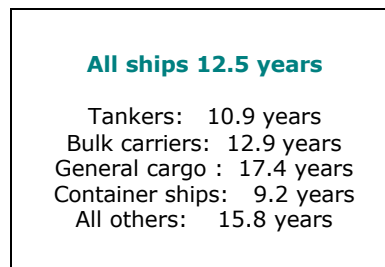 All ships 12.5 years
Tankers: 10.9 years
Bulk carriers: 12.9 years
General cargo : 17.4 years
Container ships: 9.2 years
All others: 15.8 years